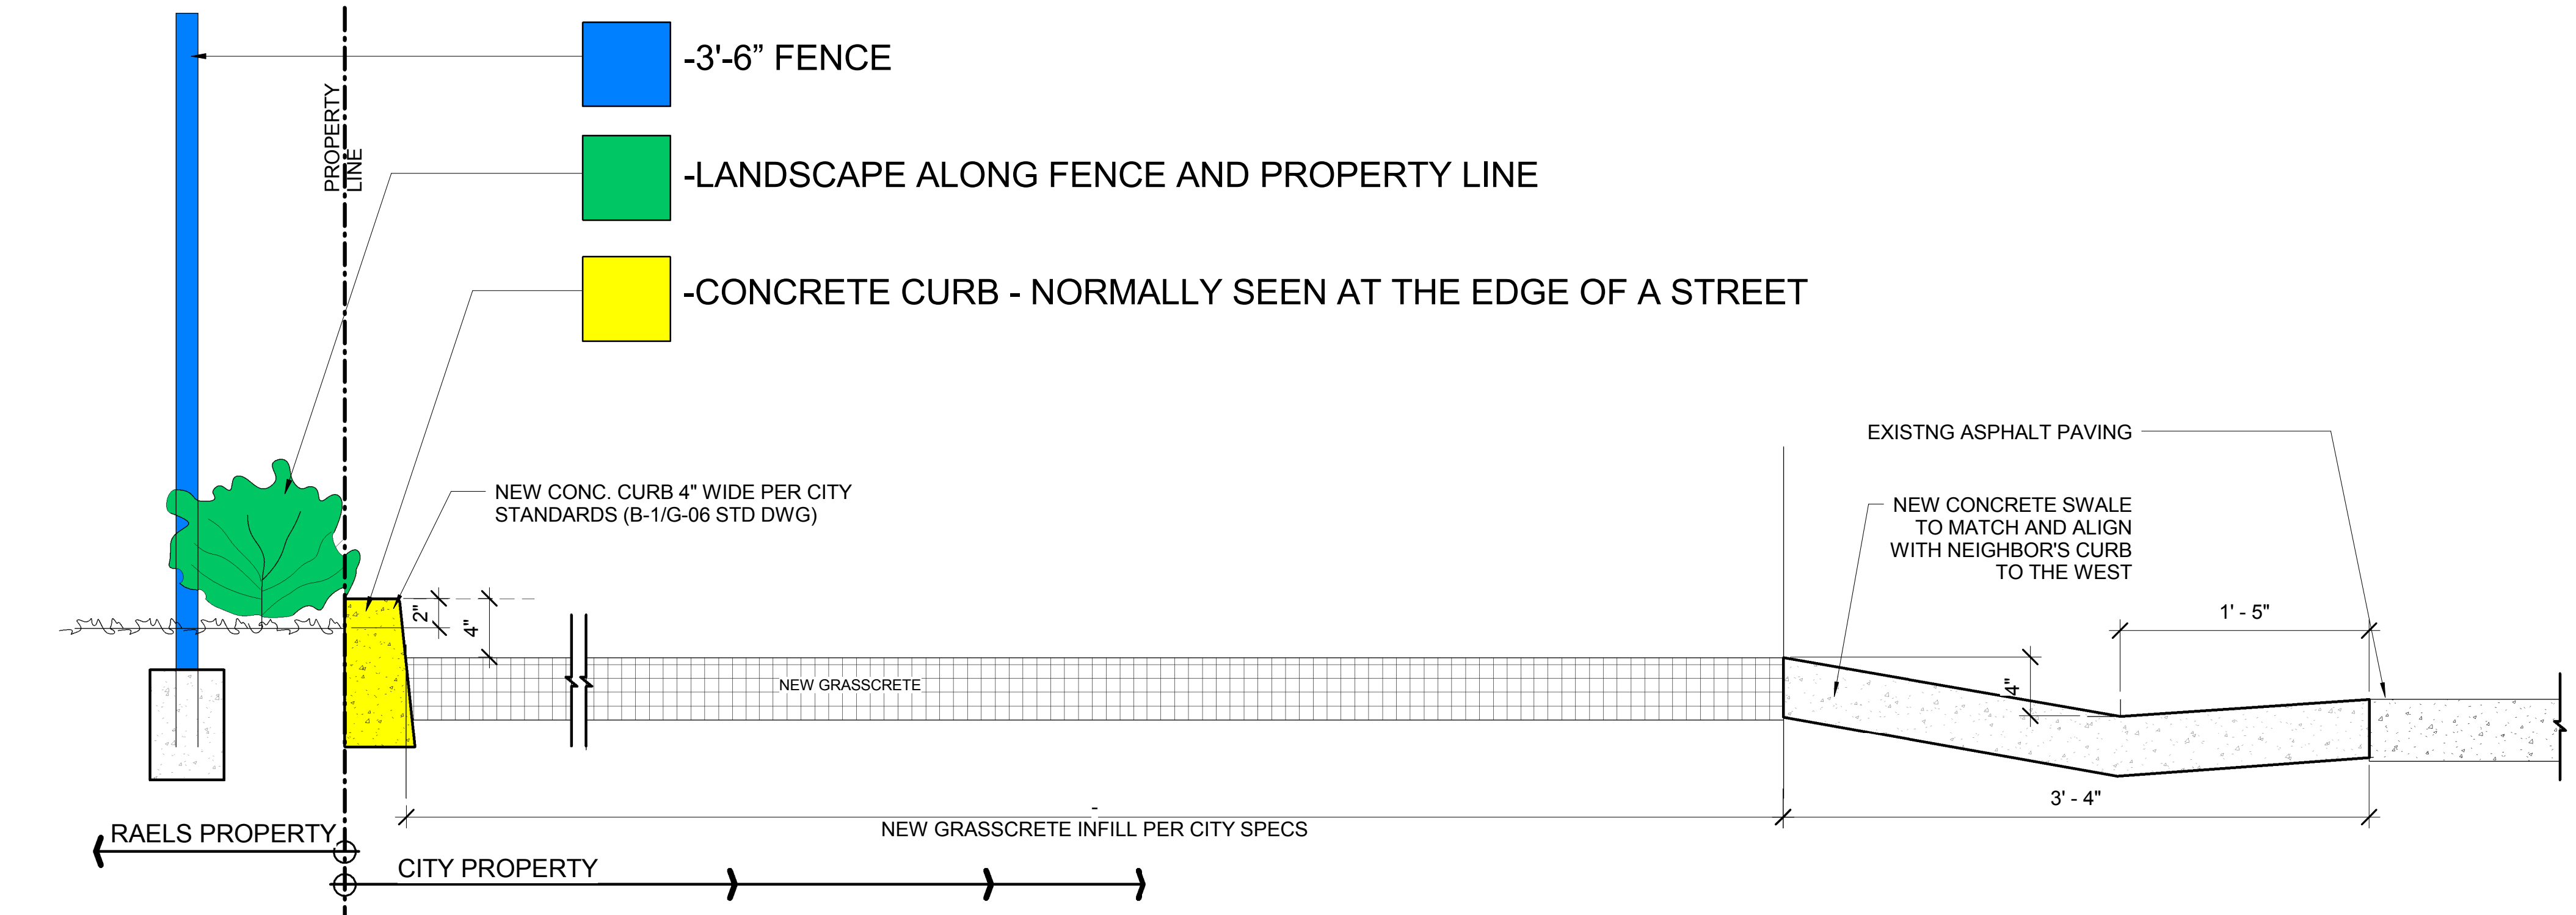 -3'-6” FENCE
PROPERTY
LINE
-LANDSCAPE ALONG FENCE AND PROPERTY LINE
-CONCRETE CURB - NORMALLY SEEN AT THE EDGE OF A STREET
EXISTNG ASPHALT PAVING
NEW CONC. CURB 4" WIDE PER CITY
STANDARDS (B-1/G-06 STD DWG)
NEW CONCRETE SWALE
TO MATCH AND ALIGN
WITH NEIGHBOR'S CURB
TO THE WEST
2"
4"
1' - 5"
4"
NEW GRASSCRETE
3' - 4"
-
NEW GRASSCRETE INFILL PER CITY SPECS
RAELS PROPERTY
CITY PROPERTY